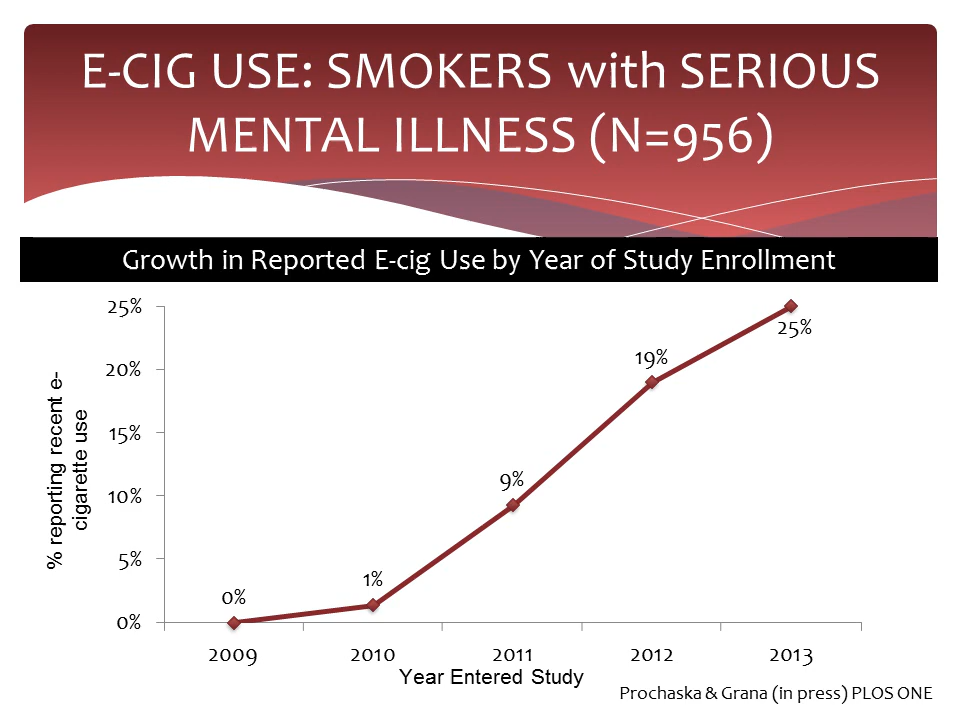 E-CIG USE: SMOKERS with SERIOUS
MENTAL ILLNESS (N=956)
Growth in Reported E-cig Use by Year of Study Enrollment
% reporting recent e-
cigarette use
25%
20%
15%
10%
5%
0%
0%
1%
9%
19%
25%
2009
2010
2011
2012
2013
Year Entered Study
Prochaska & Grana (in press) PLOS ONE